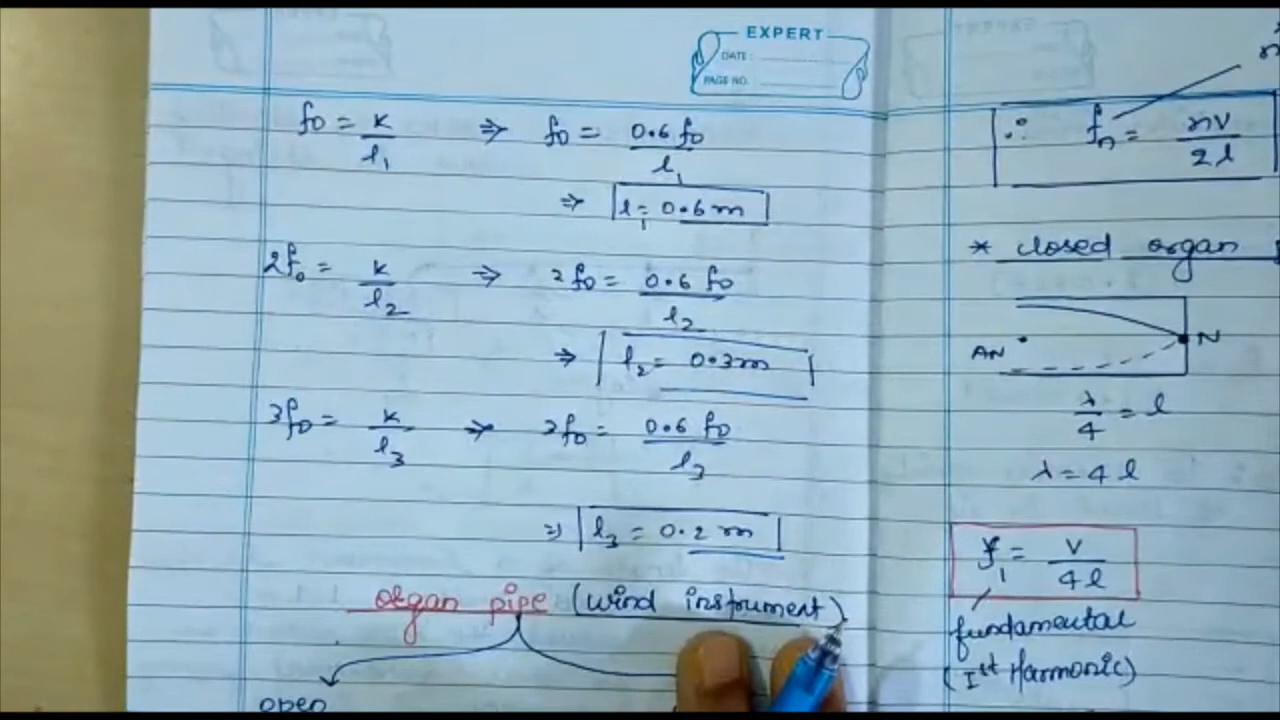 EXPERT
DATE :
PAGE NO.
f0 = K/l1 ⇒ f0 = 0.6 f0/l1
⇒ l1 = 0.6 m
2f0 = K/l2 ⇒ 2f0 = 0.6 f0/l2
⇒ l2 = 0.3 m
3f0 = K/l3 ⇒ 2f0 = 0.6 f0/l3
⇒ l3 = 0.2 m
organ pipe (wind instrument)
open
∴ fn = nv/2l
* closed organ
AN N
λ/4 = l
λ = 4 l
f1 = v/4l
fundamental
(Ist Harmonic)